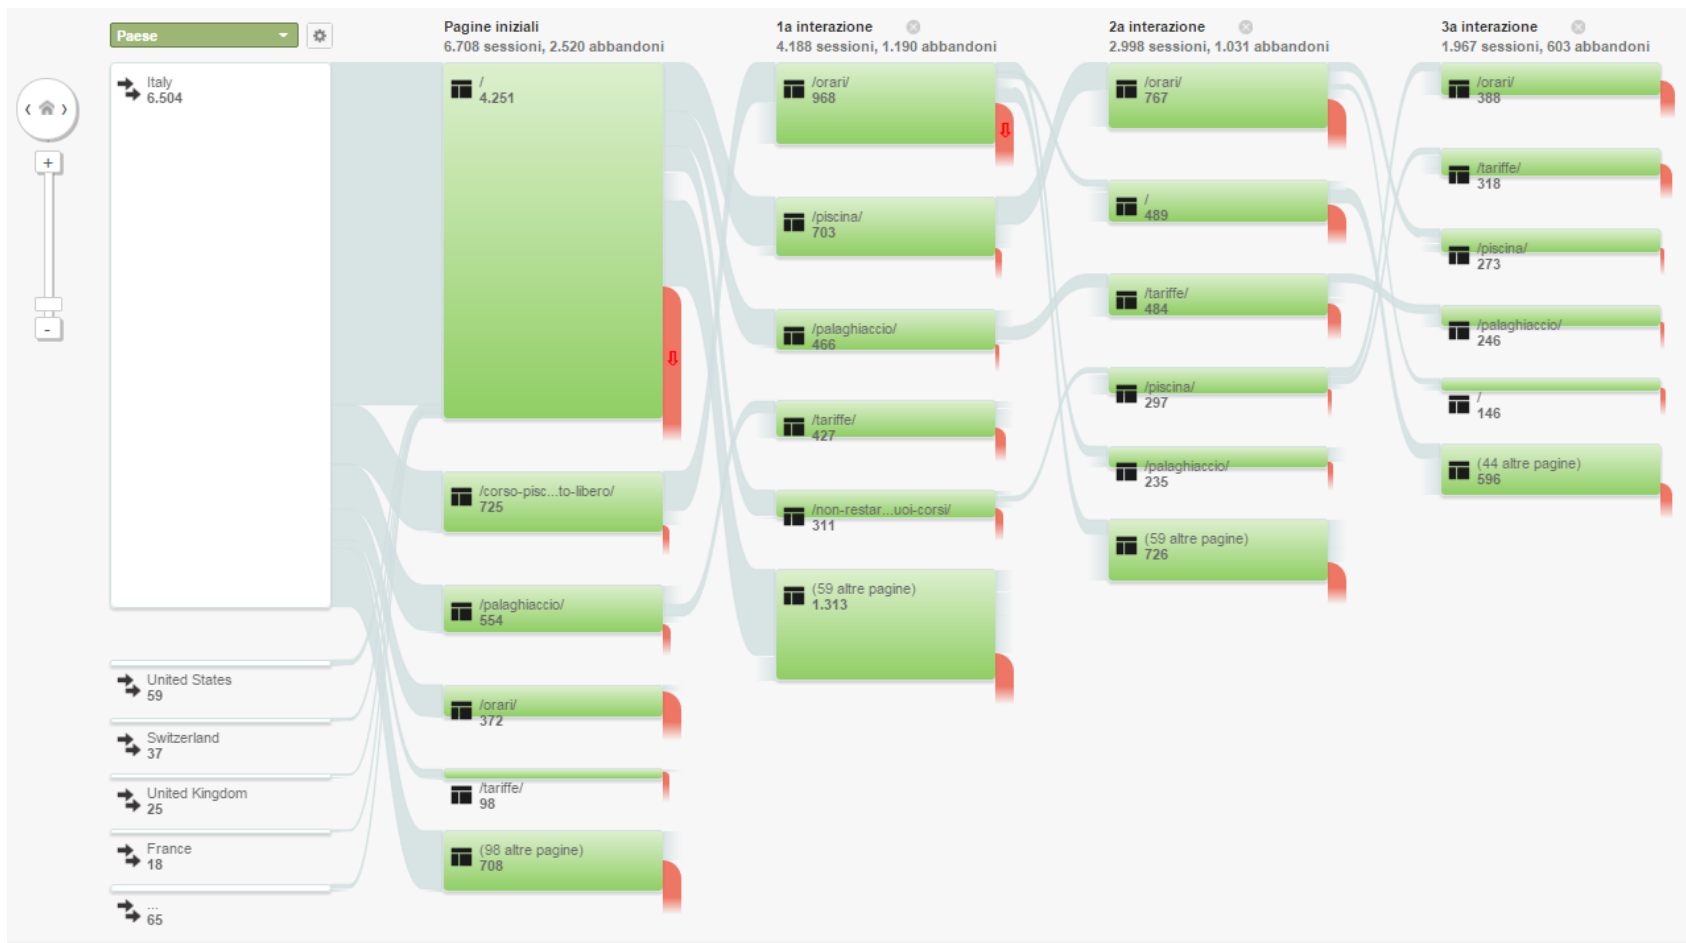 Paese
Italy
6.504
United States
59
Switzerland
37
United Kingdom
25
France
18
...
65
Pagine iniziali
6.708 sessioni, 2.520 abbandoni
/
4.251
/corso-pisc...to-libero/
725
/palaghiaccio/
554
/orari/
372
/tariffe/
98
(98 altre pagine)
708
1a interazione
4.188 sessioni, 1.190 abbandoni
/orari/
968
/piscina/
703
/palaghiaccio/
466
/tariffe/
427
/non-restar...uoi-corsi/
311
(59 altre pagine)
1.313
2a interazione
2.998 sessioni, 1.031 abbandoni
/orari/
767
/
489
/tariffe/
484
/piscina/
297
/palaghiaccio/
235
(59 altre pagine)
726
3a interazione
1.967 sessioni, 603 abbandoni
/orari/
388
/tariffe/
318
/piscina/
273
/palaghiaccio/
246
/
146
(44 altre pagine)
596